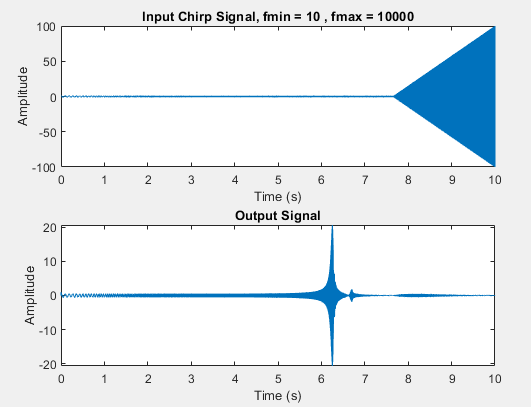 Input Chirp Signal, fmin = 10 , fmax = 10000
100
50
0
-50
-100
Amplitude
0 1 2 3 4 5 6 7 8 9 10
Time (s)
Output Signal
20
10
0
-10
-20
Amplitude
0 1 2 3 4 5 6 7 8 9 10
Time (s)